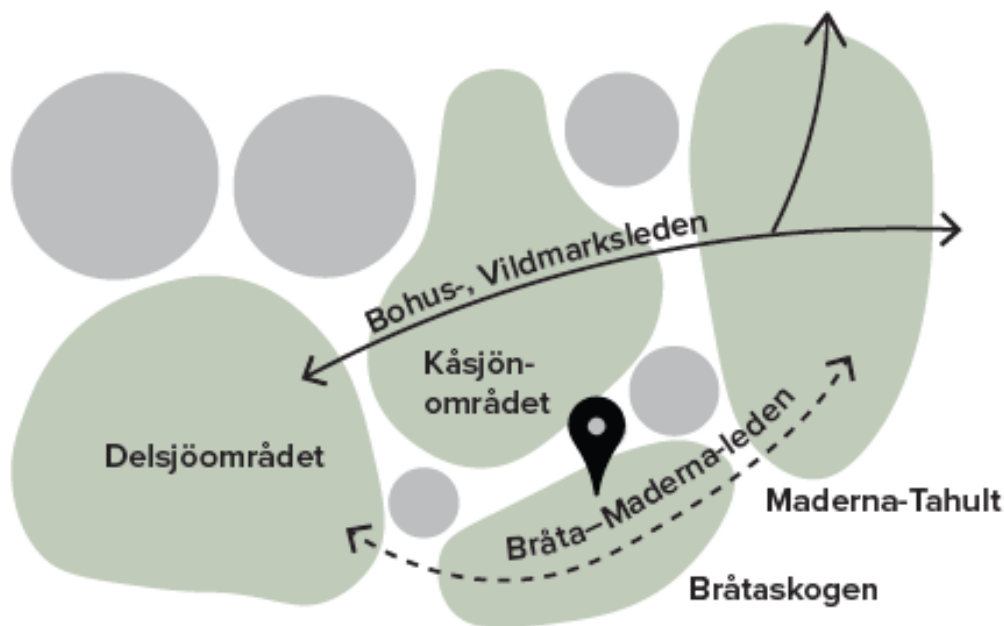 Bohus-, Vildmarksleden
Kåsjön-
området
Delsjöområdet
Bråta–Maderna-leden
Maderna-Tahult
Bråtaskogen